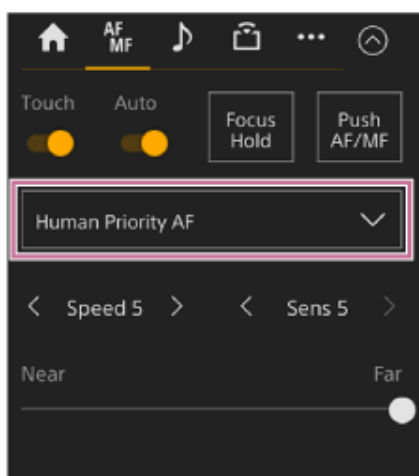 AF
MF
Touch Auto
Focus
Hold
Push
AF/MF
Human Priority AF
Speed 5 Sens 5
Near Far